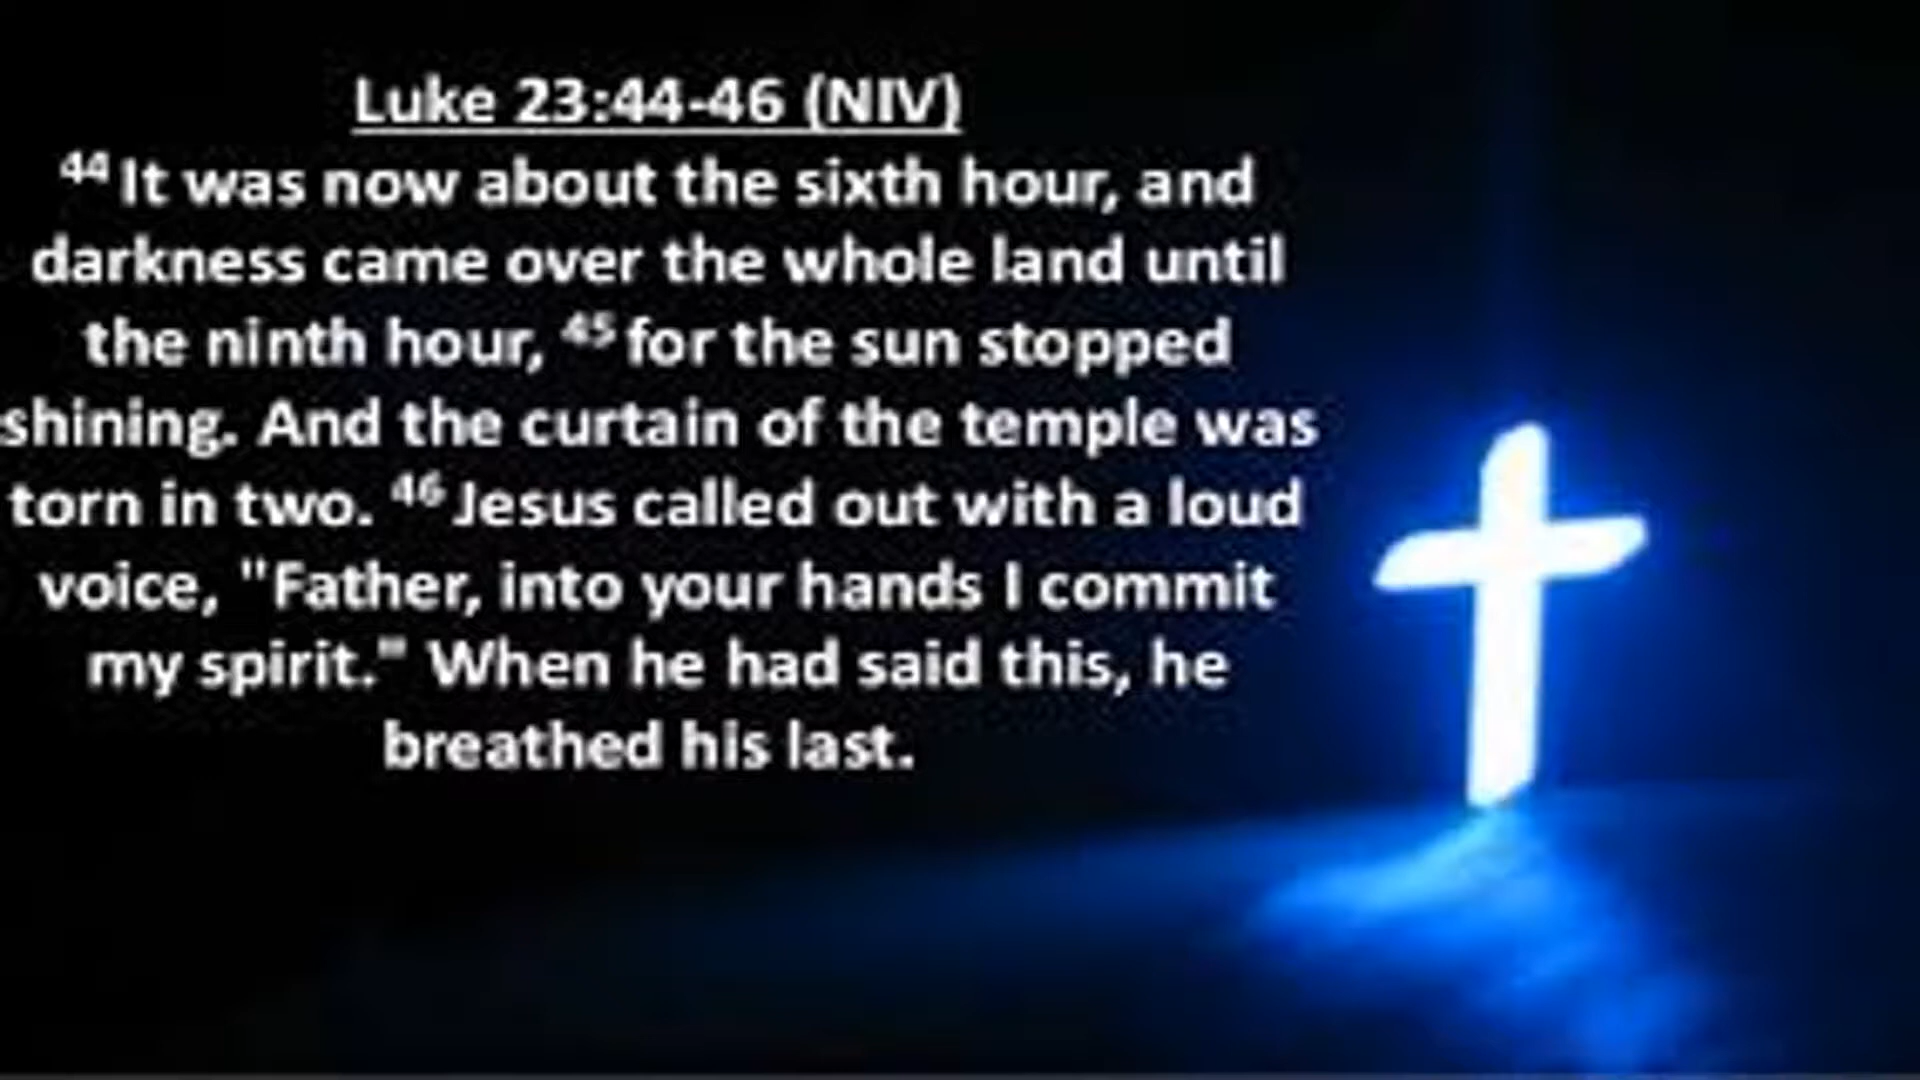 Luke 23:44-46 (NIV)
44 It was now about the sixth hour, and
darkness came over the whole land until
the ninth hour, 45 for the sun stopped
shining. And the curtain of the temple was
torn in two. 46 Jesus called out with a loud
voice, "Father, into your hands I commit
my spirit." When he had said this, he
breathed his last.